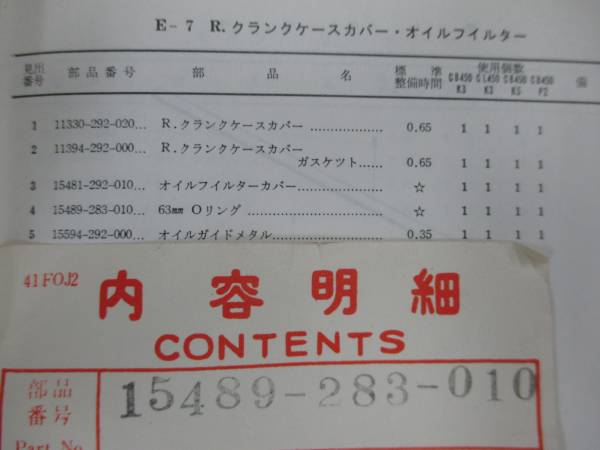 E-7 R.クランクケースカバー・オイルフイルター
見出番号 部品番号 部品名 標準整備時間 使用個数 備
CB450 K3 CL450 K3 CB450 K5 CB450 P2
1 11330-292-020... R.クランクケースカバー .................. 0.65 1 1 1 1
2 11394-292-000... R.クランクケースカバー
ガスケツト...... 0.65 1 1 1 1
3 15481-292-010... オイルフイルターカバー..................... ☆ 1 1 1 1
4 15489-283-010... 63mm Oリング ................................. ☆ 1 1 1 1
5 15594-292-000... オイルガイドメタル........................... 0.35 1 1 1 1
41FOJ2
内容明細
CONTENTS
部品
番号
15489-283-010
Part No